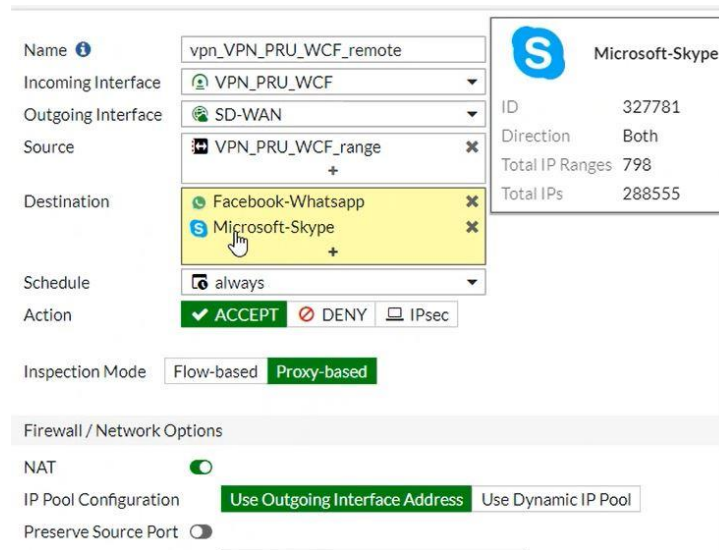 Name vpn_VPN_PRU_WCF_remote
Incoming Interface VPN_PRU_WCF
Outgoing Interface SD-WAN
Source VPN_PRU_WCF_range
+
Destination Facebook-Whatsapp
Microsoft-Skype
+
Schedule always
Action ACCEPT DENY IPsec
Inspection Mode Flow-based Proxy-based
Firewall / Network Options
NAT
IP Pool Configuration Use Outgoing Interface Address Use Dynamic IP Pool
Preserve Source Port
Microsoft-Skype
ID 327781
Direction Both
Total IP Ranges 798
Total IPs 288555